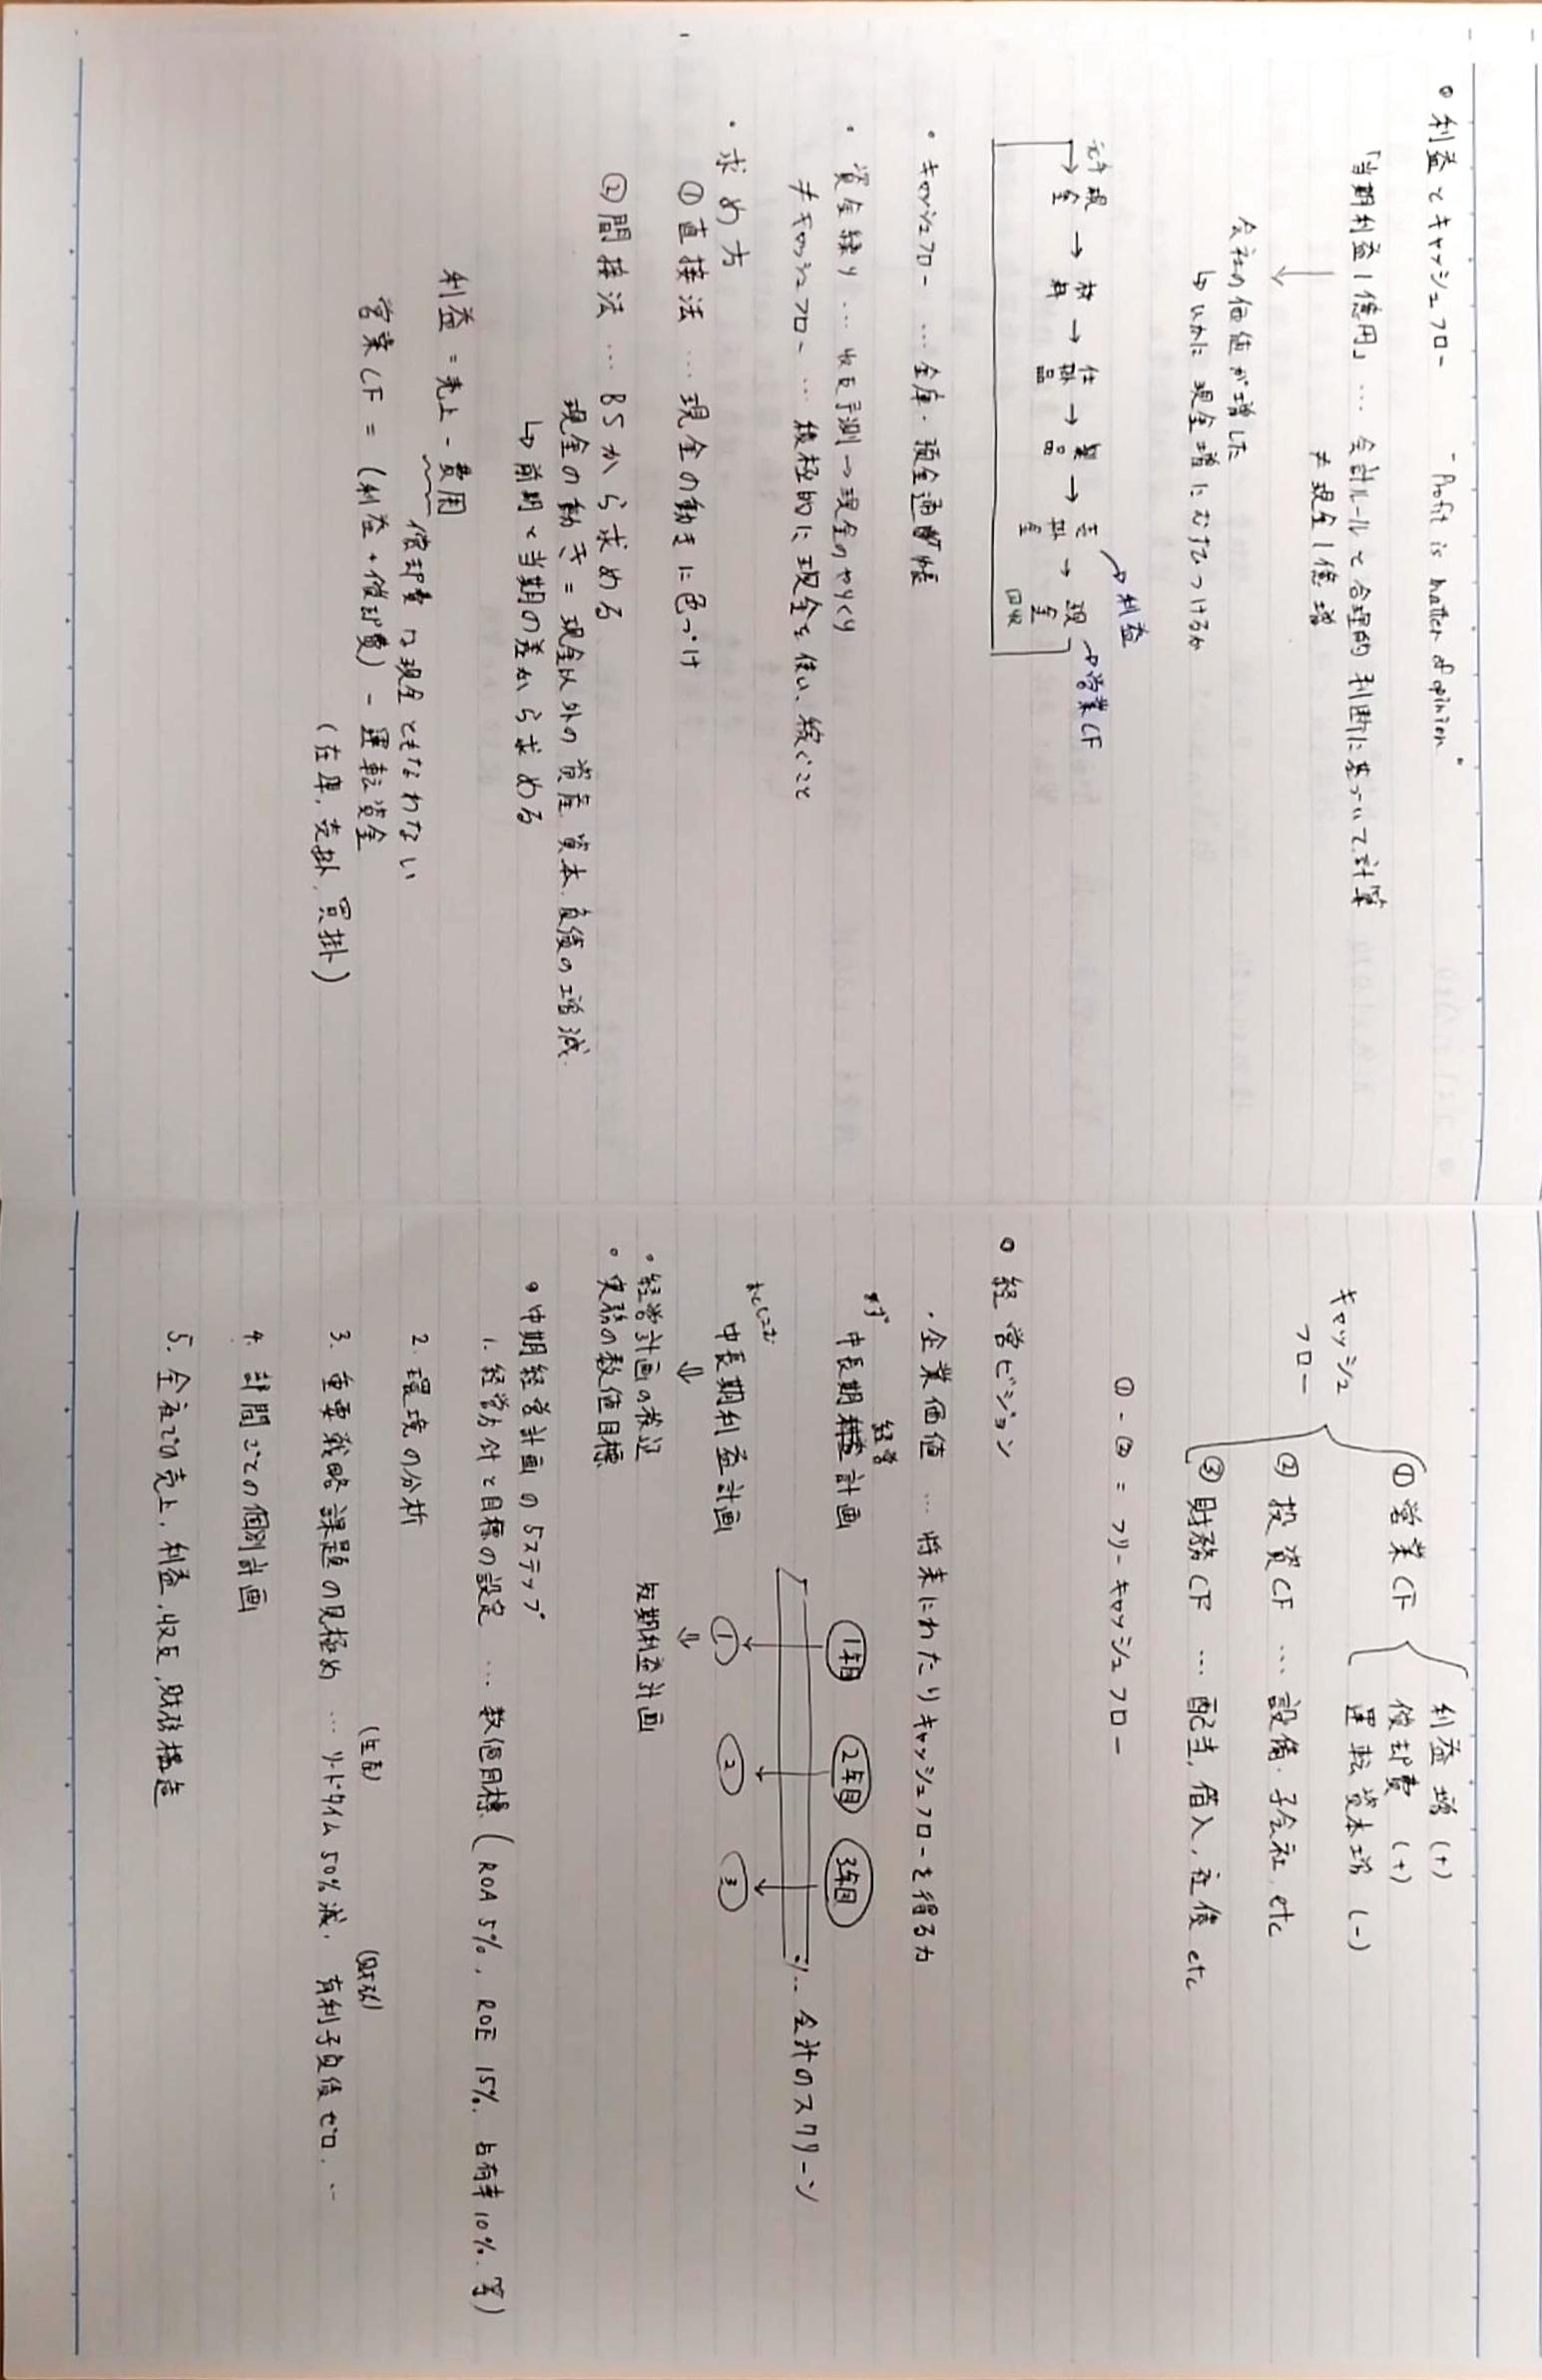 利益とキャッシュフロー "Profit is matter of opinion"
「当期利益1億円」… 会計ルールと合理的判断に基づいて計算
≠ 現金1億増
↓
会社の価値が増した
↳ いかに現金増にむすびつけるか
→利益
元手 現金 → 材料 → 仕掛品 → 製品 → 売掛金 → 現金回収 →営業CF
・キャッシュフロー … 金庫・預金通帳
・資金繰り … 収支予測→現金のやりくり
≠キャッシュフロー … 積極的に現金を使い、稼ぐこと
・求め方
①直接法 … 現金の動きに色づけ
②間接法 … BSから求める
現金の動き = 現金以外の資産.資本.負債の増減.
↳ 前期と当期の差から求める
利益 = 売上 - 費用
償却費は現金ともなわない
営業CF = (利益+償却費) - 運転資金
(在庫, 売掛, 買掛)
キャッシュフロー
①営業CF
利益増 (+)
償却費 (+)
運転資本増 (-)
②投資CF … 設備・子会社, etc
③財務CF … 配当, 借入, 社債 etc
① - ② = フリーキャッシュフロー
経営ビジョン
・企業価値 … 将来にわたりキャッシュフローを得る力
まず 経営
中長期 計画 1年目 2年目 3年目
… 会計のスクリーン
おとしこむ
中長期利益計画 ① ② ③
⇓ ⇓
・経営計画の検証 短期利益計画
・実務の数値目標
中期経営計画の5ステップ
1. 経営方針と目標の設定 … 数値目標 (ROA 5%, ROE 15%, 占有率10%. 等)
2. 環境の分析
(生産) (財務)
3. 重要戦略課題の見極め … リードタイム50%減, 有利子負債ゼロ, …
4. 部門ごとの個別計画
5. 全社での売上, 利益, 収支, 財務構造